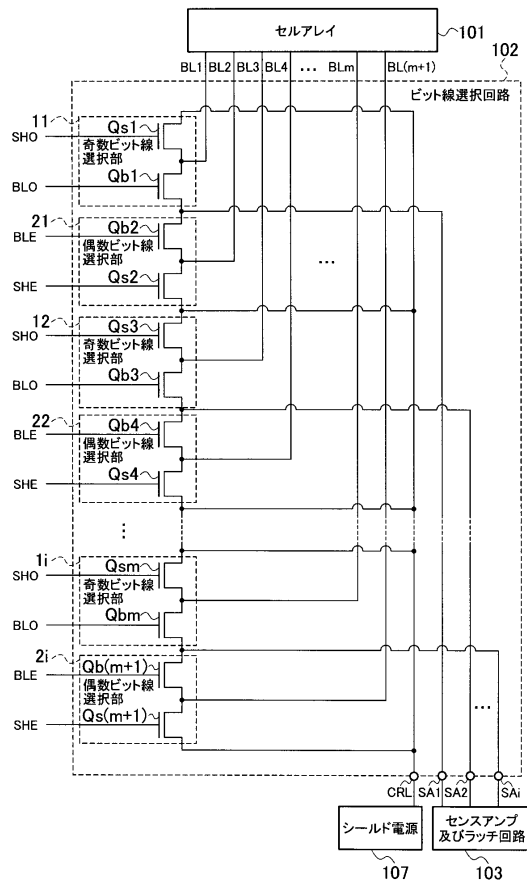 セルアレイ
101
102
BL1 BL2 BL3 BL4 ... BLm BL(m+1)
ビット線選択回路
11
Qs1
SHO
奇数ビット線
選択部
Qb1
BLO
21
Qb2
BLE
偶数ビット線
選択部
Qs2
SHE
...
12
Qs3
SHO
奇数ビット線
選択部
Qb3
BLO
22
Qb4
BLE
偶数ビット線
選択部
Qs4
SHE
...
1i
Qsm
SHO
奇数ビット線
選択部
Qbm
BLO
2i
Qb(m+1)
BLE
偶数ビット線
選択部
Qs(m+1)
SHE
...
CRL SA1 SA2 SAi
シールド電源
センスアンプ
及びラッチ回路
107
103